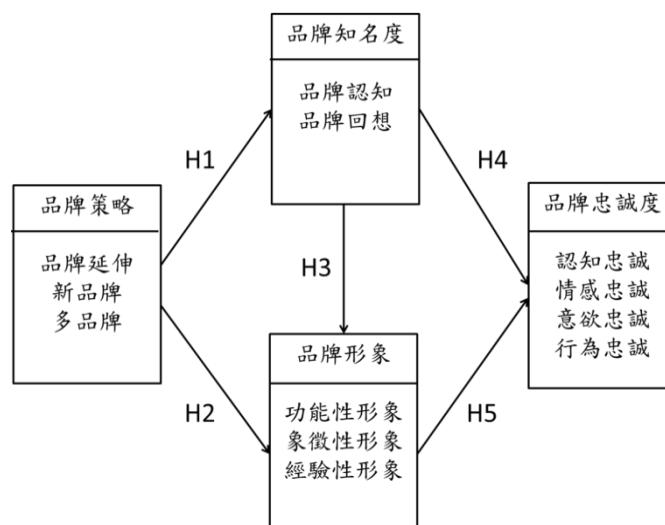 品牌知名度
品牌認知
品牌回想
H1
H4
品牌策略
品牌延伸
新品牌
多品牌
品牌忠誠度
認知忠誠
情感忠誠
意欲忠誠
行為忠誠
H3
品牌形象
功能性形象
象徵性形象
經驗性形象
H2
H5